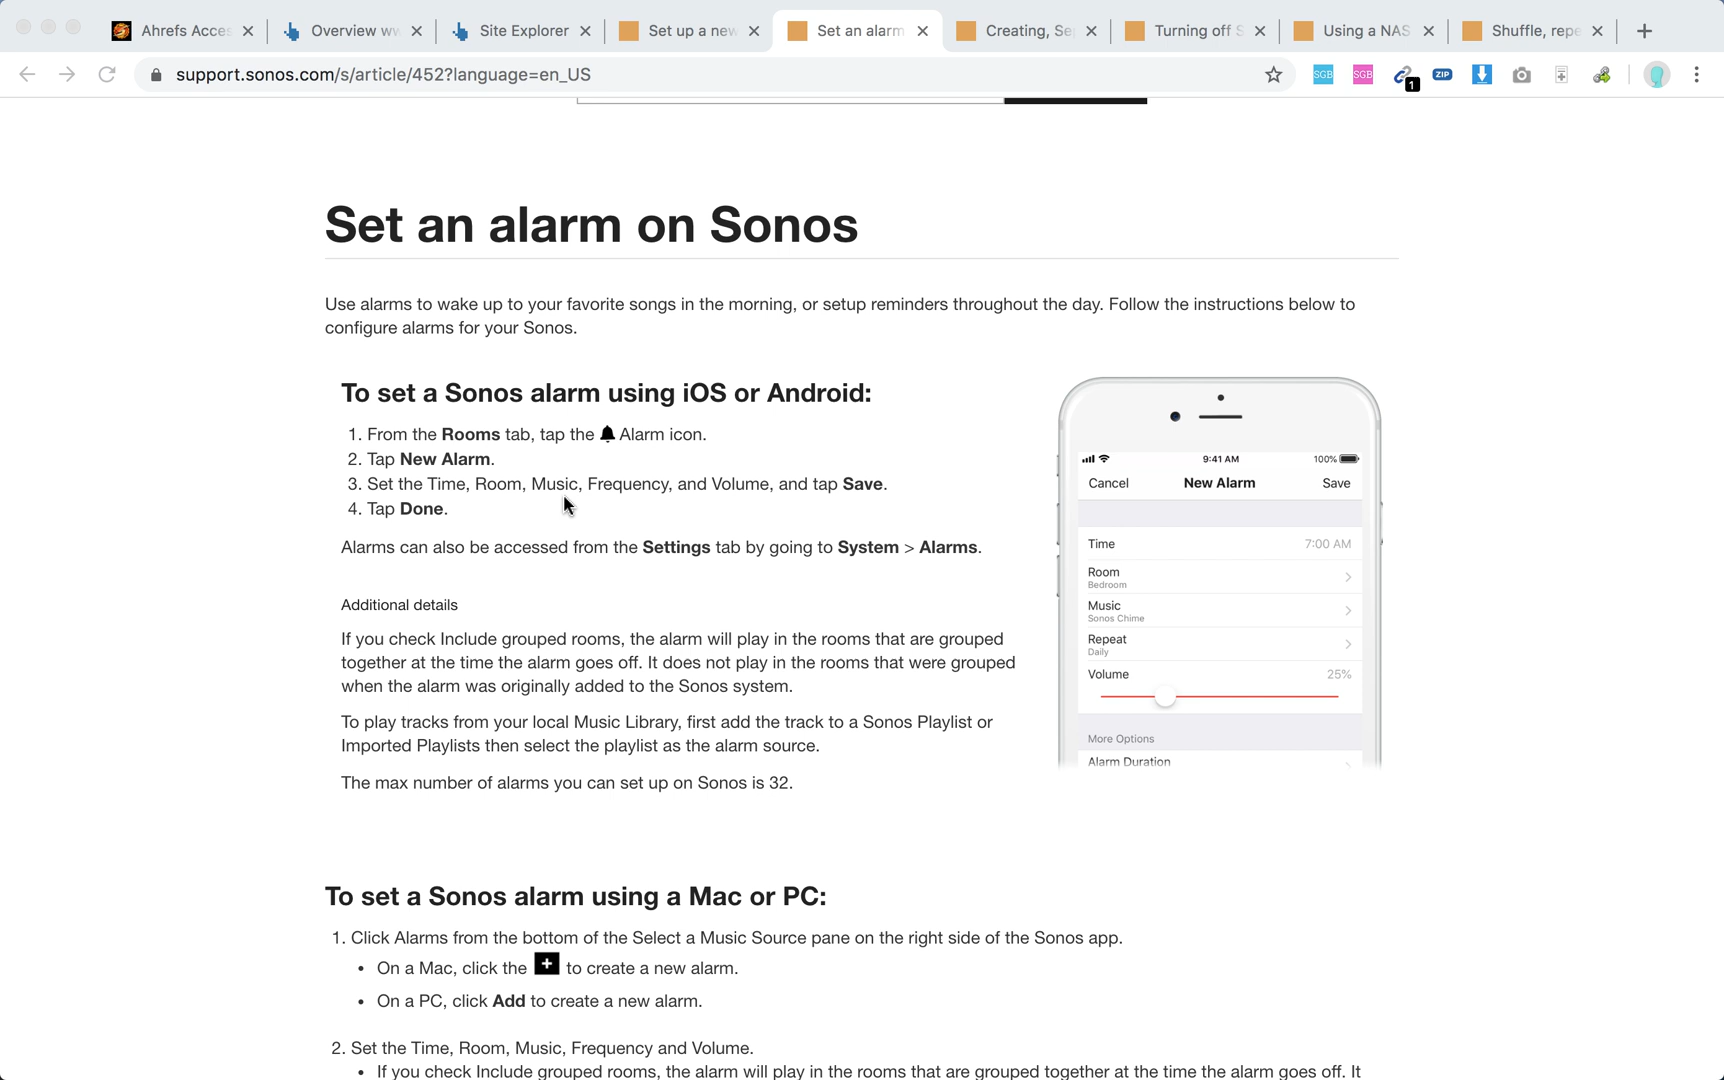 Ahrefs Acces
Overview ww
Site Explorer
Set up a new
Set an alarm
Creating, Se
Turning off S
Using a NAS
Shuffle, repe
support.sonos.com/s/article/452?language=en_US
SGB
SGB
1
ZIP
Set an alarm on Sonos
Use alarms to wake up to your favorite songs in the morning, or setup reminders throughout the day. Follow the instructions below to
configure alarms for your Sonos.
To set a Sonos alarm using iOS or Android:
1. From the Rooms tab, tap the Alarm icon.
2. Tap New Alarm.
3. Set the Time, Room, Music, Frequency, and Volume, and tap Save.
4. Tap Done.
Alarms can also be accessed from the Settings tab by going to System > Alarms.
Additional details
If you check Include grouped rooms, the alarm will play in the rooms that are grouped
together at the time the alarm goes off. It does not play in the rooms that were grouped
when the alarm was originally added to the Sonos system.
To play tracks from your local Music Library, first add the track to a Sonos Playlist or
Imported Playlists then select the playlist as the alarm source.
The max number of alarms you can set up on Sonos is 32.
9:41 AM
100%
Cancel
New Alarm
Save
Time
7:00 AM
Room
Bedroom
Music
Sonos Chime
Repeat
Daily
Volume
25%
More Options
Alarm Duration
To set a Sonos alarm using a Mac or PC:
1. Click Alarms from the bottom of the Select a Music Source pane on the right side of the Sonos app.
• On a Mac, click the + to create a new alarm.
• On a PC, click Add to create a new alarm.
2. Set the Time, Room, Music, Frequency and Volume.
• If you check Include grouped rooms, the alarm will play in the rooms that are grouped together at the time the alarm goes off. It